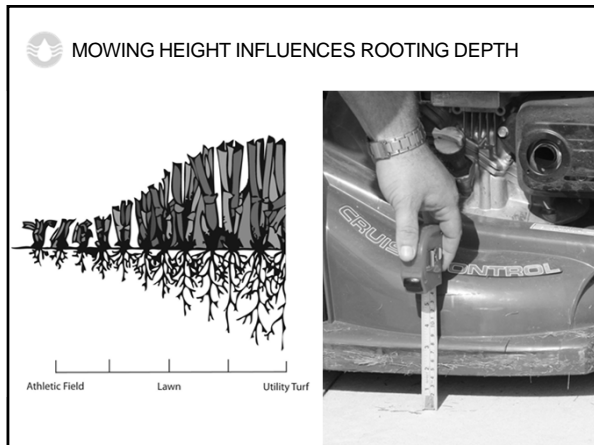 MOWING HEIGHT INFLUENCES ROOTING DEPTH
CRUISE CONTROL
Athletic Field Lawn Utility Turf